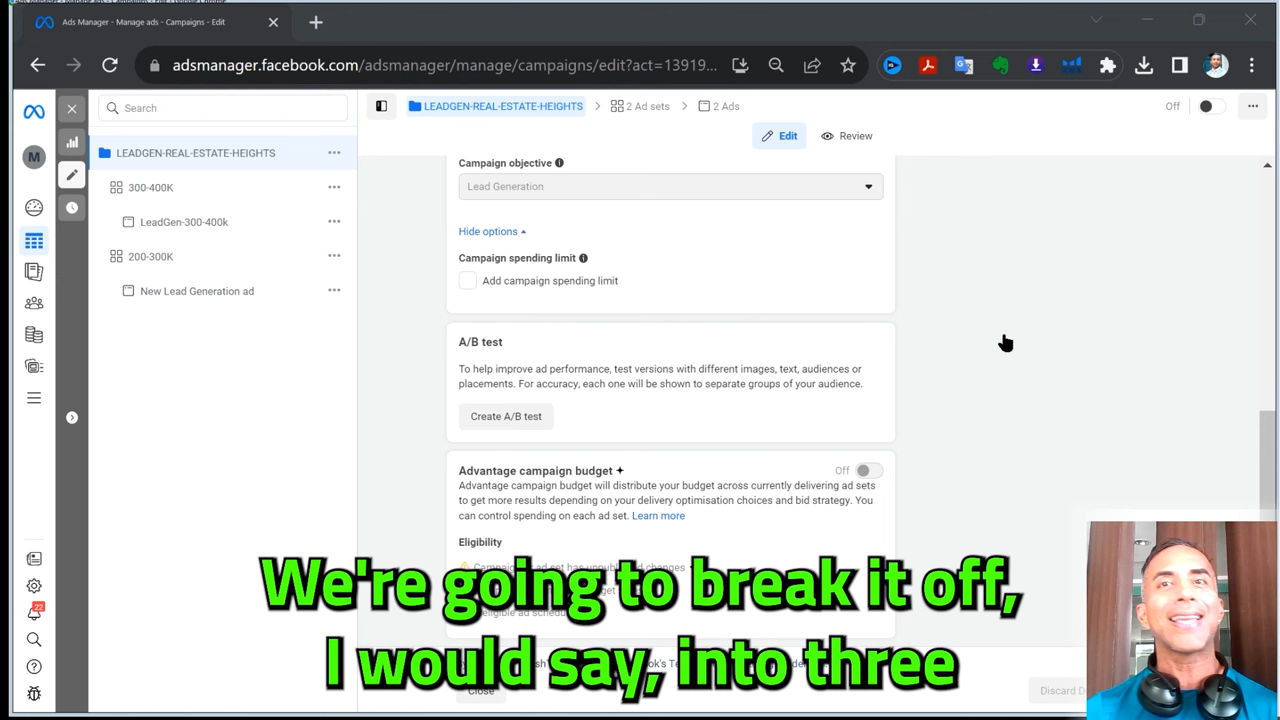 Ads Manager - Manage ads - Campaigns - Edit
adsmanager.facebook.com/adsmanager/manage/campaigns/edit?act=13919...
Search
LEADGEN-REAL-ESTATE-HEIGHTS
2 Ad sets
2 Ads
Off
Edit
Review
M
LEADGEN-REAL-ESTATE-HEIGHTS
300-400K
LeadGen-300-400k
200-300K
New Lead Generation ad
22
Campaign objective
Lead Generation
Hide options
Campaign spending limit
Add campaign spending limit
A/B test
To help improve ad performance, test versions with different images, text, audiences or
placements. For accuracy, each one will be shown to separate groups of your audience.
Create A/B test
Advantage campaign budget
Off
Advantage campaign budget will distribute your budget across currently delivering ad sets
to get more results depending on your delivery optimisation choices and bid strategy. You
can control spending on each ad set. Learn more
Eligibility
We're going to break it off,
I would say, into three
Close
Discard